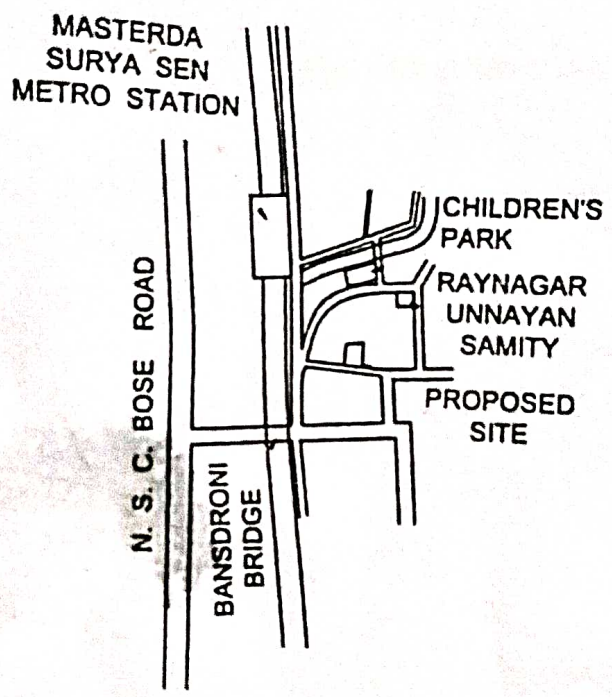 MASTERDA
SURYA SEN
METRO STATION
CHILDREN'S
PARK
RAYNAGAR
UNNAYAN
SAMITY
PROPOSED
SITE
N. S. C. BOSE ROAD
BANSDRONI
BRIDGE